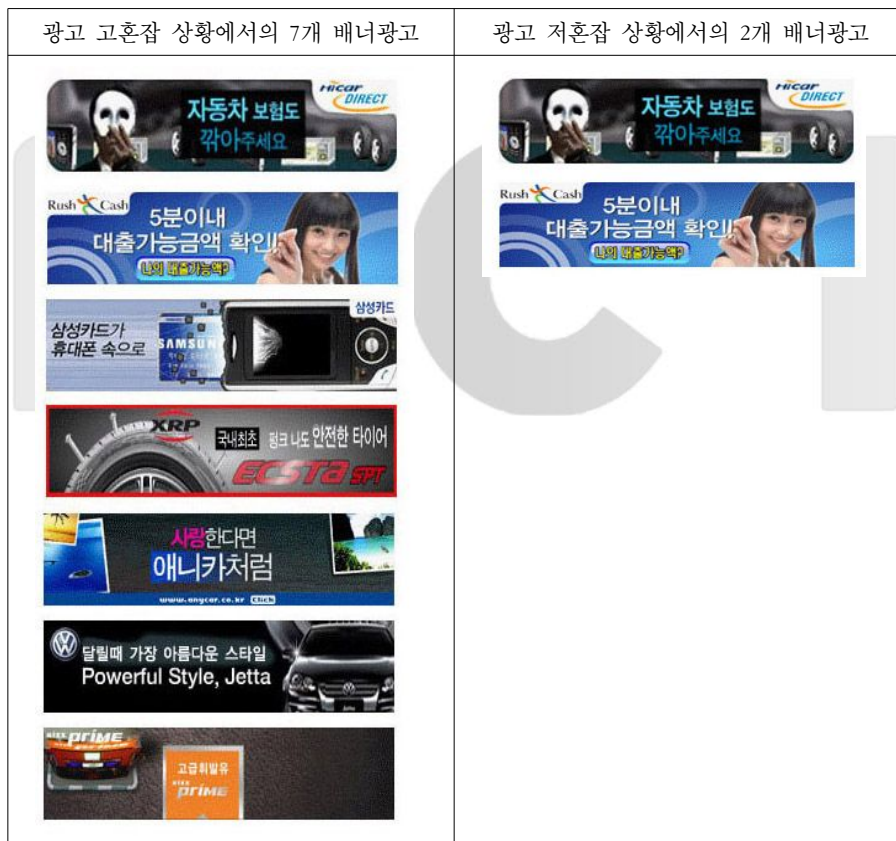 광고 고혼잡 상황에서의 7개 배너광고
광고 저혼잡 상황에서의 2개 배너광고
Hicar
DIRECT
자동차 보험도
깎아주세요
Rush Cash
5분이내
대출가능금액 확인!!
나의 대출가능액?
삼성카드
삼성카드가
휴대폰 속으로
SAMSUN
XRP
국내최초 펑크 나도 안전한 타이어
ECSTA SPT
사랑한다면
애니카처럼
www.anycar.co.kr Click
달릴때 가장 아름다운 스타일
Powerful Style, Jetta
PRIME
고급휘발유
PRIME
Hicar
DIRECT
자동차 보험도
깎아주세요
Rush Cash
5분이내
대출가능금액 확인!!
나의 대출가능액?